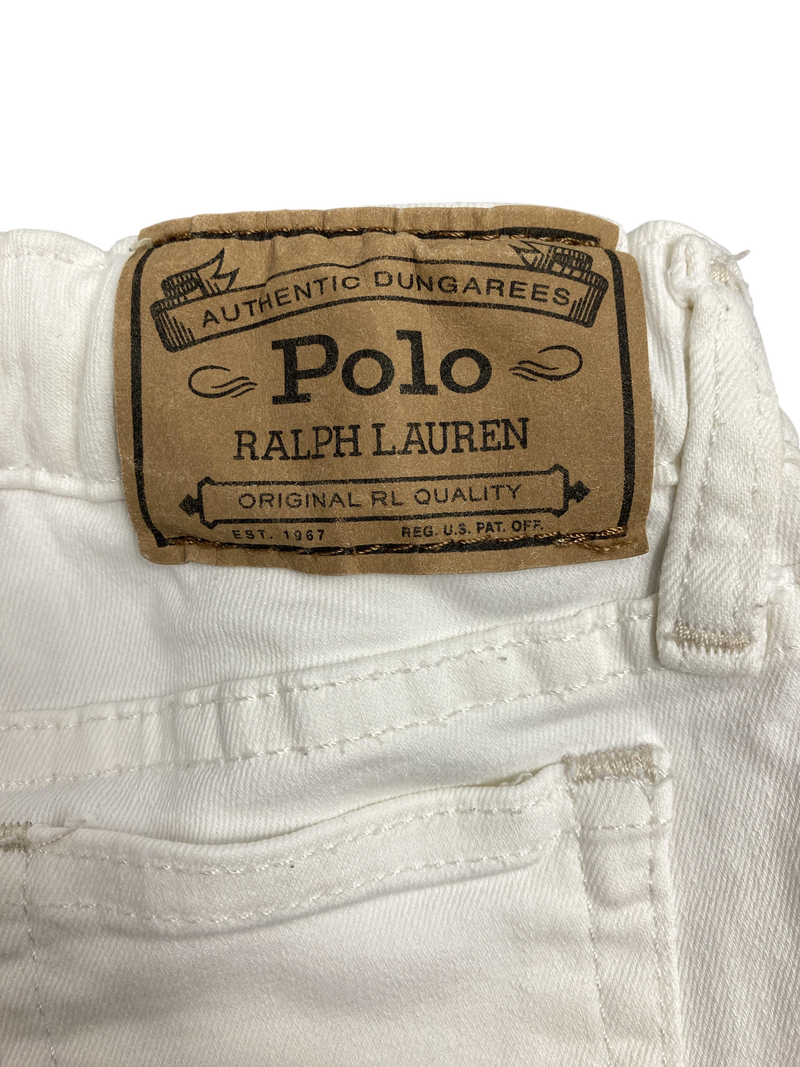 AUTHENTIC DUNGAREES
Polo
RALPH LAUREN
ORIGINAL RL QUALITY
EST. 1967 REG. U.S. PAT. OFF.